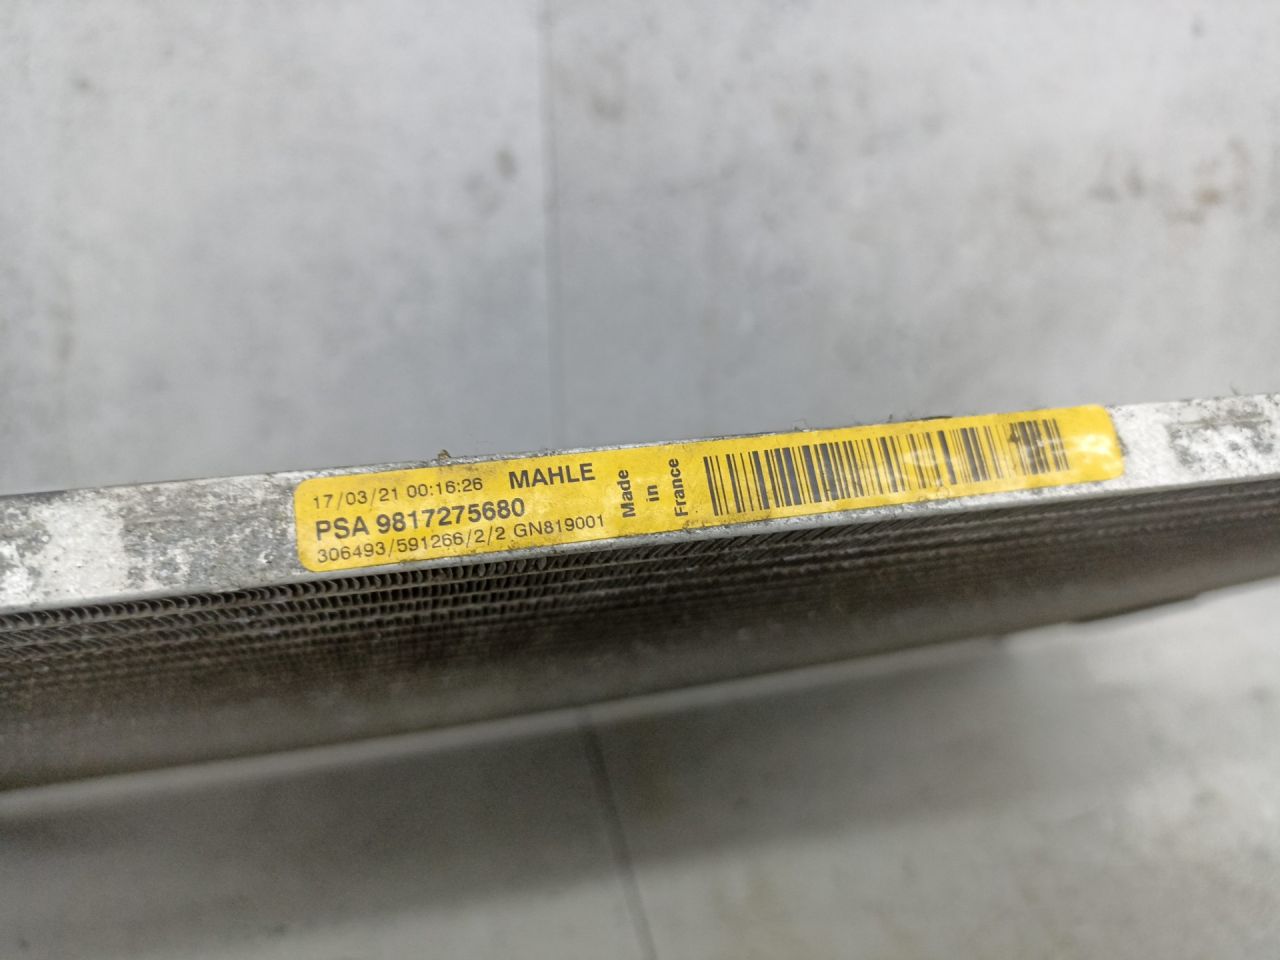 17/03/21 00:16:26 MAHLE
PSA 9817275680
306493/591266/2/2 GN819001
Made
in
France